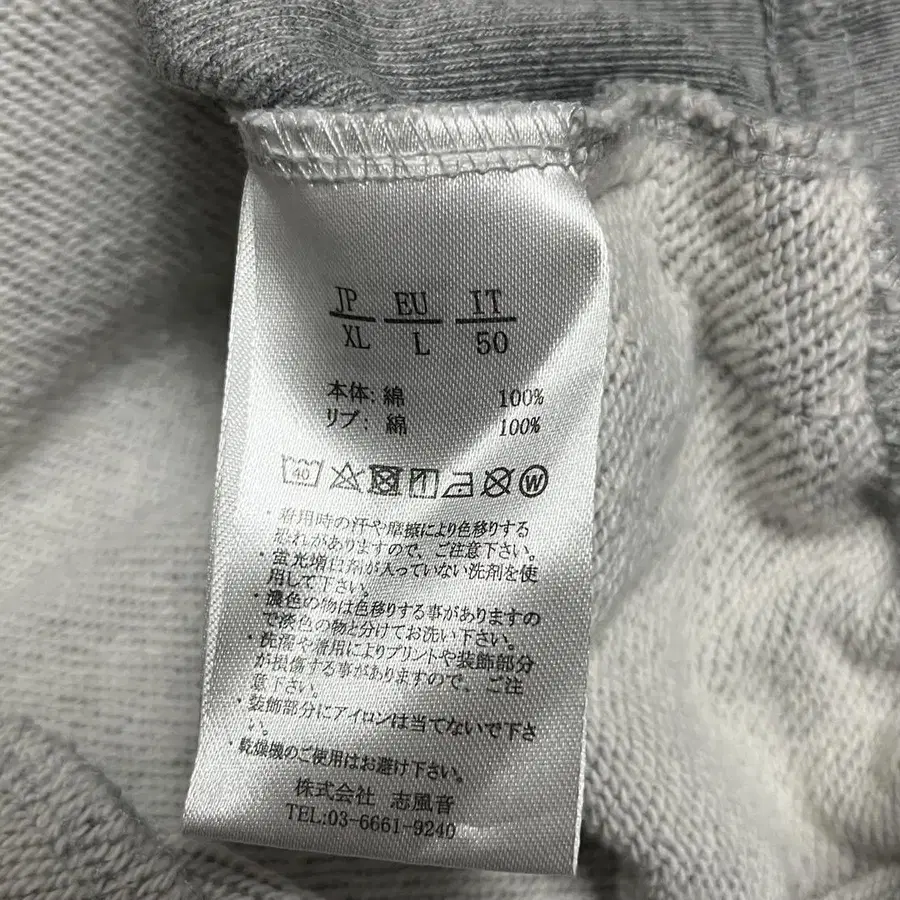 JP EU IT
XL L 50
本体: 綿 100%
リブ: 綿 100%
40 W
・着用時の汗や摩擦により色移りする
恐れがありますので、ご注意下さい。
・蛍光増白剤が入っていない洗剤を使
用して下さい。
・濃色の物は色移りする事がありますの
で淡色の物と分けてお洗い下さい。
・洗濯や着用によりプリントや装飾部分
が損傷する事がありますので、ご注
意下さい。
・装飾部分にアイロンは当てないで下さ
い。
・乾燥機のご使用はお避け下さい。
株式会社 志風音
TEL:03-6661-9240